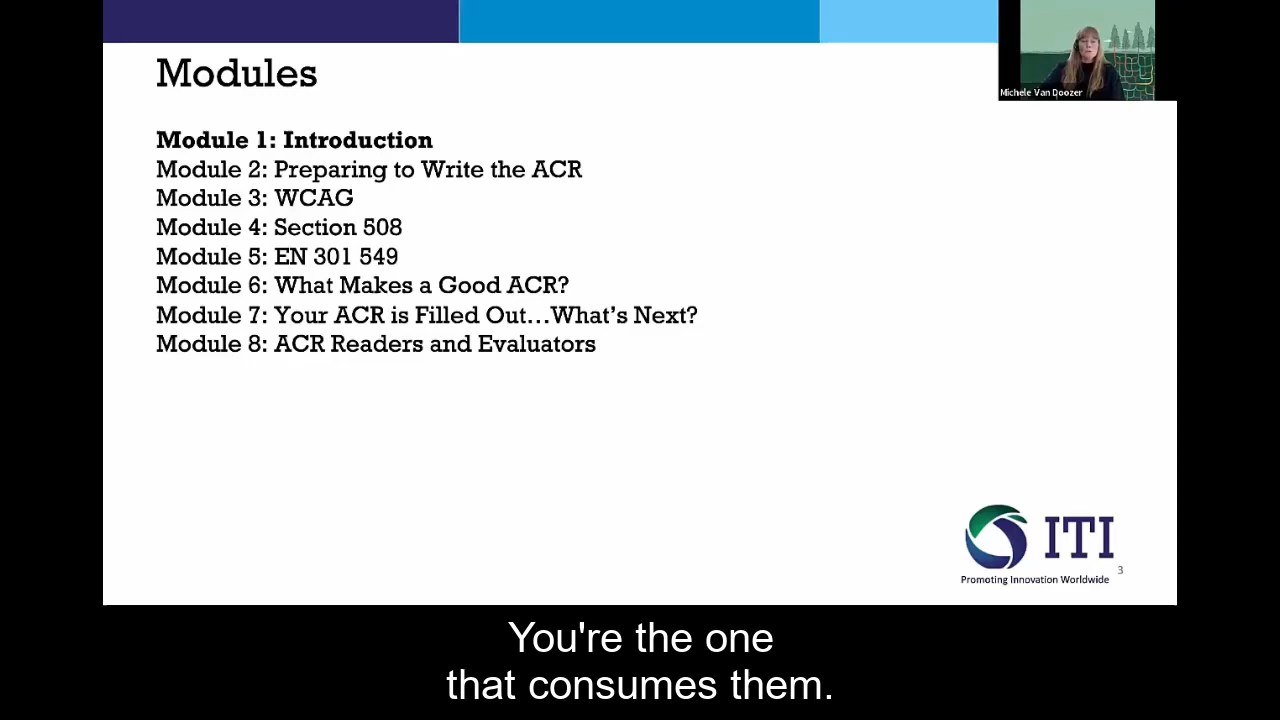 Modules
Michele Van Doozer
Module 1: Introduction
Module 2: Preparing to Write the ACR
Module 3: WCAG
Module 4: Section 508
Module 5: EN 301 549
Module 6: What Makes a Good ACR?
Module 7: Your ACR is Filled Out…What’s Next?
Module 8: ACR Readers and Evaluators
ITI
Promoting Innovation Worldwide
3
You're the one
that consumes them.